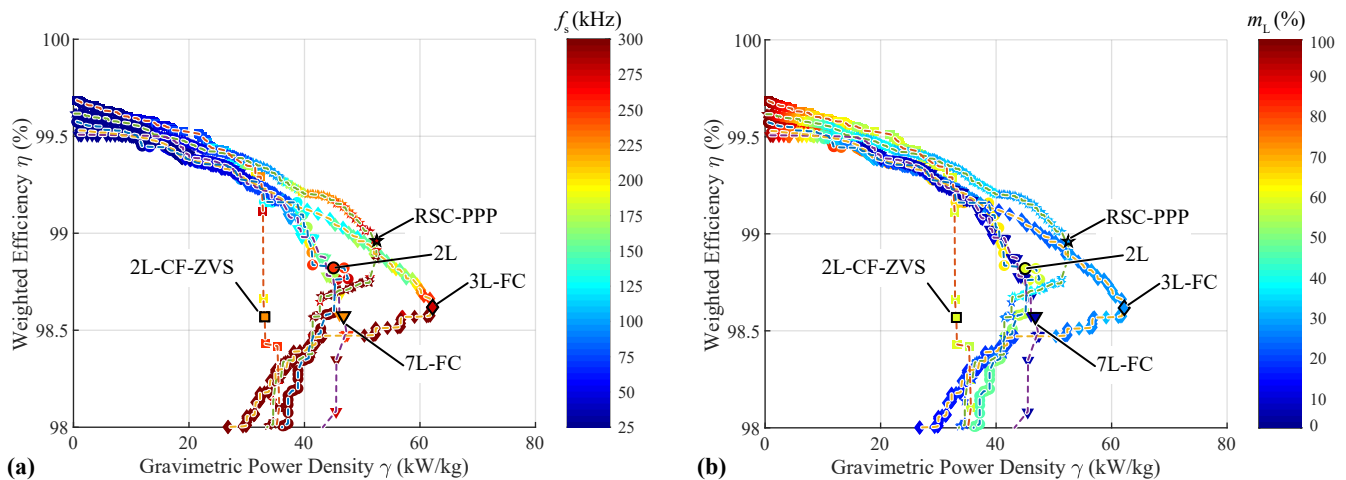 fs (kHz)
100
99.5
99
98.5
98
Weighted Efficiency η (%)
0
20
40
60
80
Gravimetric Power Density γ (kW/kg)
(a)
RSC-PPP
2L
2L-CF-ZVS
3L-FC
7L-FC
300
275
250
225
200
175
150
125
100
75
50
25
mL (%)
100
99.5
99
98.5
98
Weighted Efficiency η (%)
0
20
40
60
80
Gravimetric Power Density γ (kW/kg)
(b)
RSC-PPP
2L
2L-CF-ZVS
3L-FC
7L-FC
100
90
80
70
60
50
40
30
20
10
0